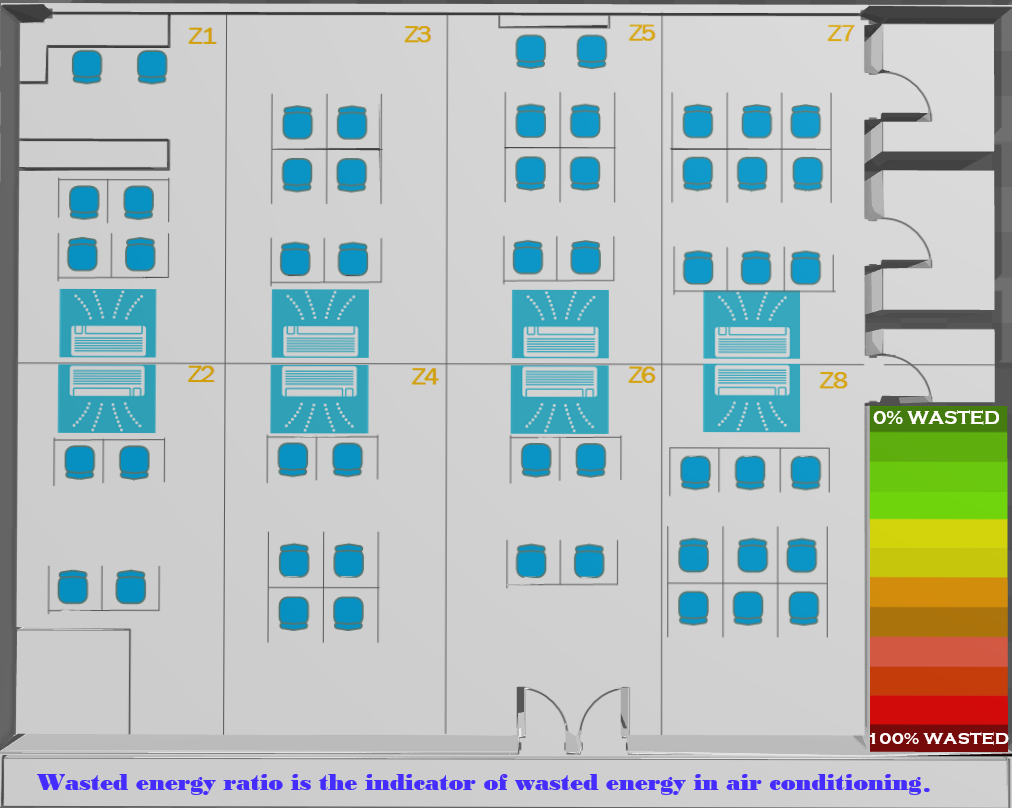 Z1
Z3
Z5
Z7
Z2
Z4
Z6
Z8
0% WASTED
100% WASTED
Wasted energy ratio is the indicator of wasted energy in air conditioning.